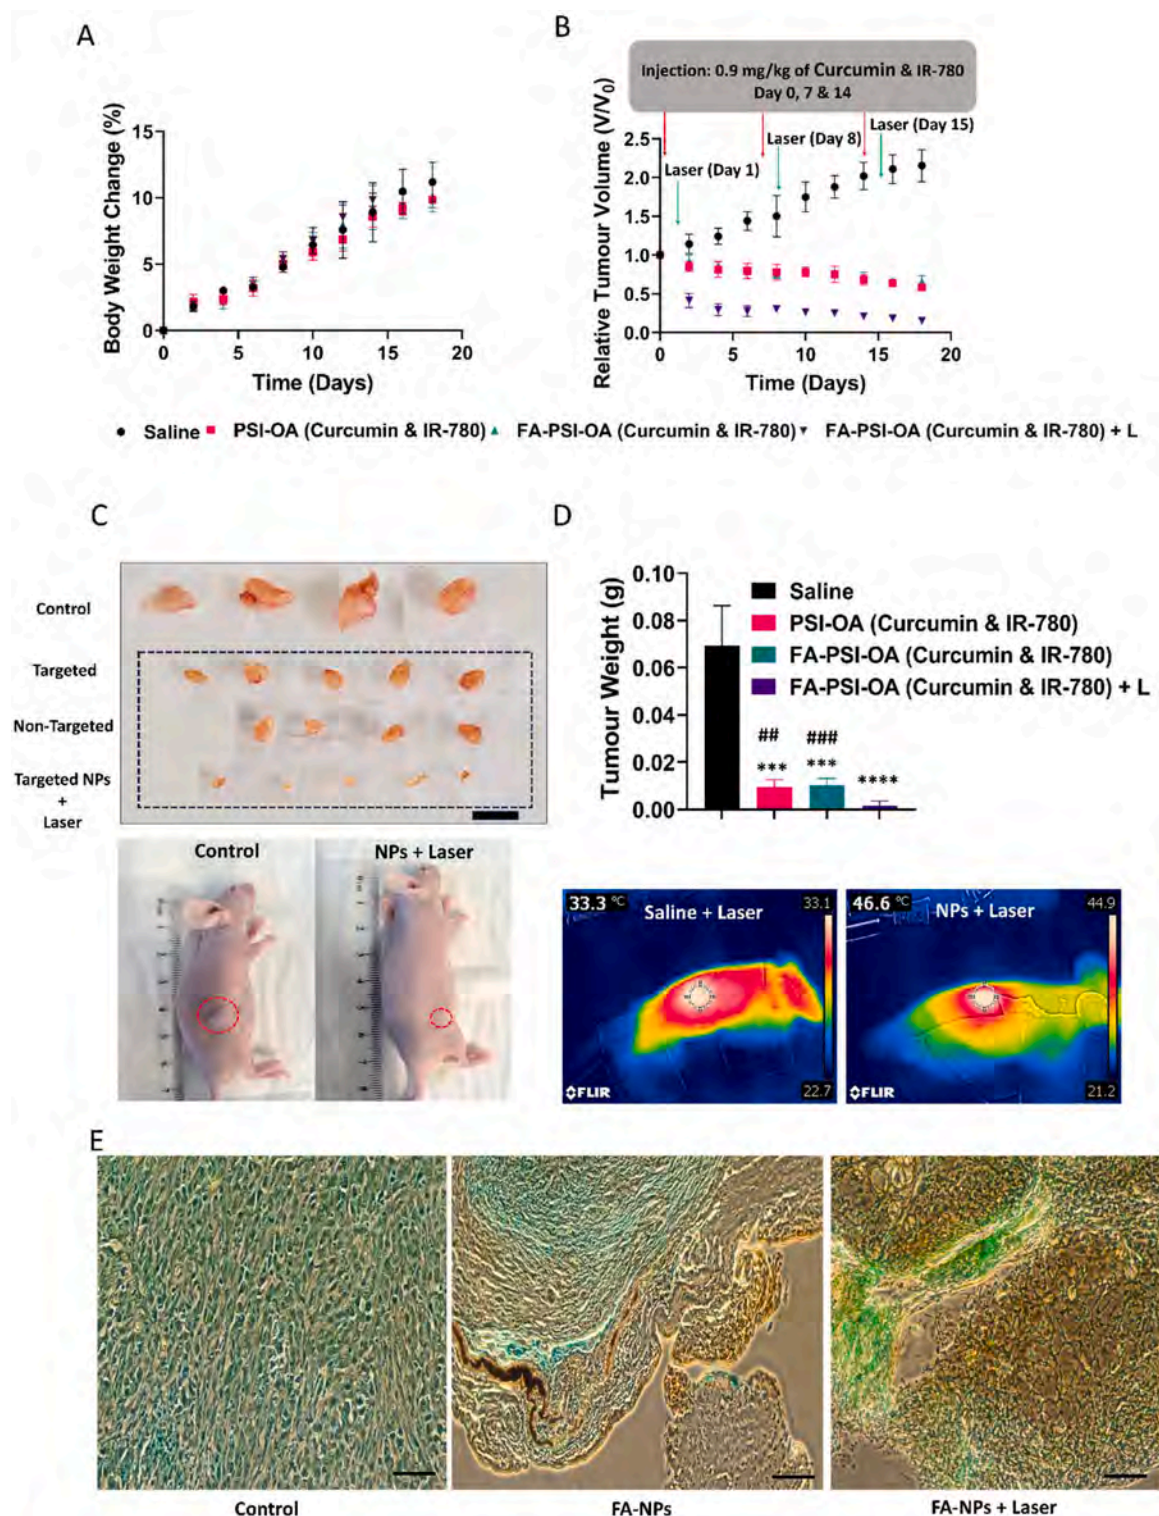 A
Body Weight Change (%)
15
10
5
0
0 5 10 15 20
Time (Days)
B
Injection: 0.9 mg/kg of Curcumin & IR-780
Day 0, 7 & 14
Laser (Day 1)
Laser (Day 8)
Laser (Day 15)
Relative Tumour Volume (V/V0)
2.5
2.0
1.5
1.0
0.5
0.0
0 5 10 15 20
Time (Days)
Saline PSI-OA (Curcumin & IR-780) FA-PSI-OA (Curcumin & IR-780) FA-PSI-OA (Curcumin & IR-780) + L
C
Control
Targeted
Non-Targeted
Targeted NPs
+
Laser
Control
NPs + Laser
D
Tumour Weight (g)
0.10
0.08
0.06
0.04
0.02
0.00
Saline
PSI-OA (Curcumin & IR-780)
FA-PSI-OA (Curcumin & IR-780)
FA-PSI-OA (Curcumin & IR-780) + L
## ###
*** *** ****
33.3 °C
Saline + Laser
33.1
22.7
FLIR
46.6 °C
NPs + Laser
44.9
21.2
FLIR
E
Control
FA-NPs
FA-NPs + Laser